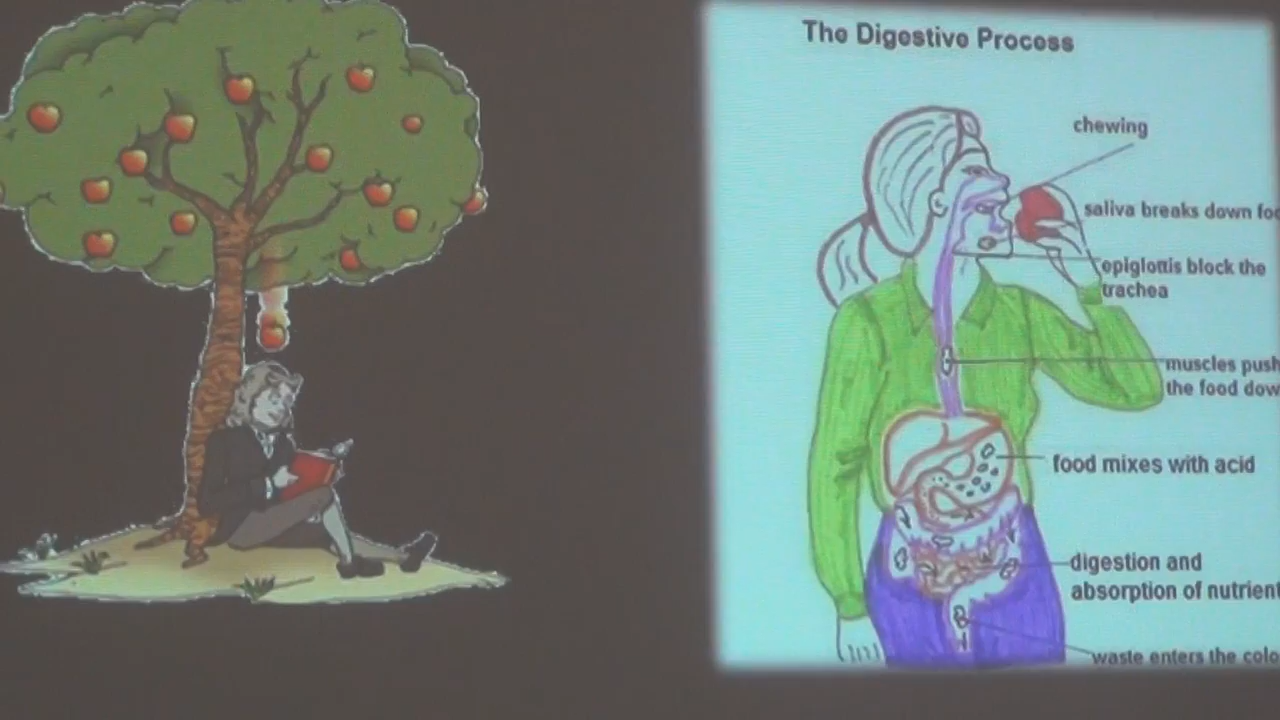 The Digestive Process
chewing
saliva breaks down
epiglottis block the
trachea
muscles push
the food
food mixes with acid
digestion and
absorption of
waste enters the